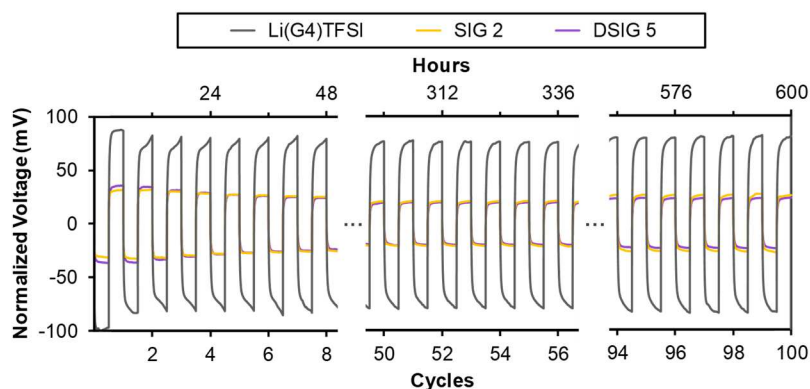 Li(G4)TFSI SIG 2 DSIG 5
Hours
24 48 312 336 576 600
Normalized Voltage (mV)
100
50
0
-50
-100
... ...
2 4 6 8 50 52 54 56 94 96 98 100
Cycles